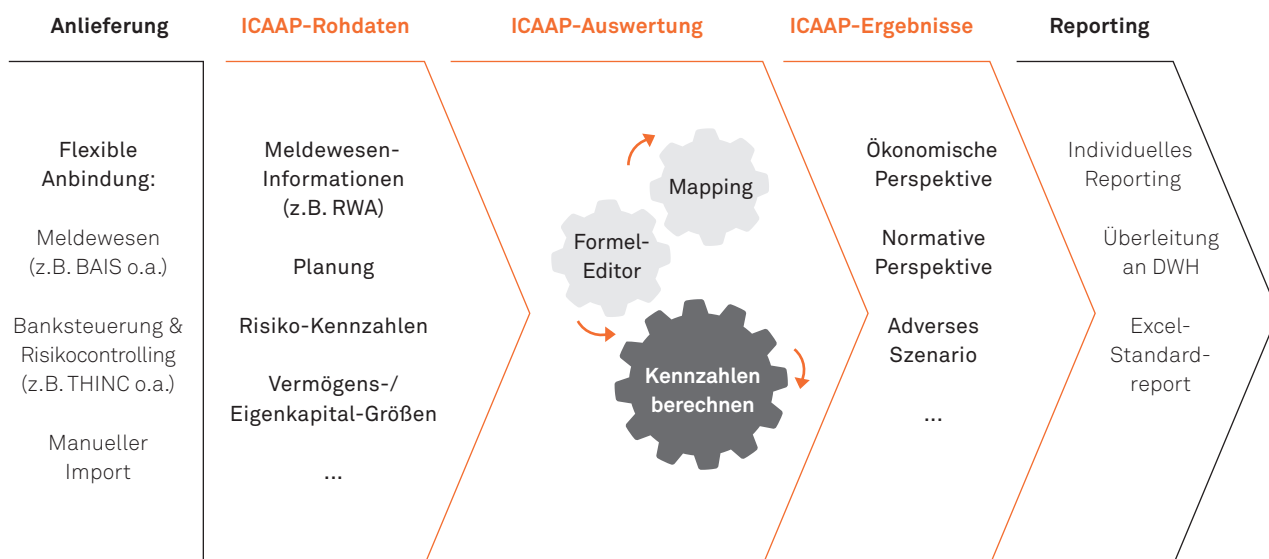 Anlieferung
Flexible
Anbindung:
Meldewesen
(z.B. BAIS o.a.)
Banksteuerung &
Risikocontrolling
(z.B. THINC o.a.)
Manueller
Import
ICAAP-Rohdaten
Meldewesen-
Informationen
(z.B. RWA)
Planung
Risiko-Kennzahlen
Vermögens-/
Eigenkapital-Größen
...
ICAAP-Auswertung
Mapping
Formel-
Editor
Kennzahlen
berechnen
ICAAP-Ergebnisse
Ökonomische
Perspektive
Normative
Perspektive
Adverses
Szenario
...
Reporting
Individuelles
Reporting
Überleitung
an DWH
Excel-
Standard-
report